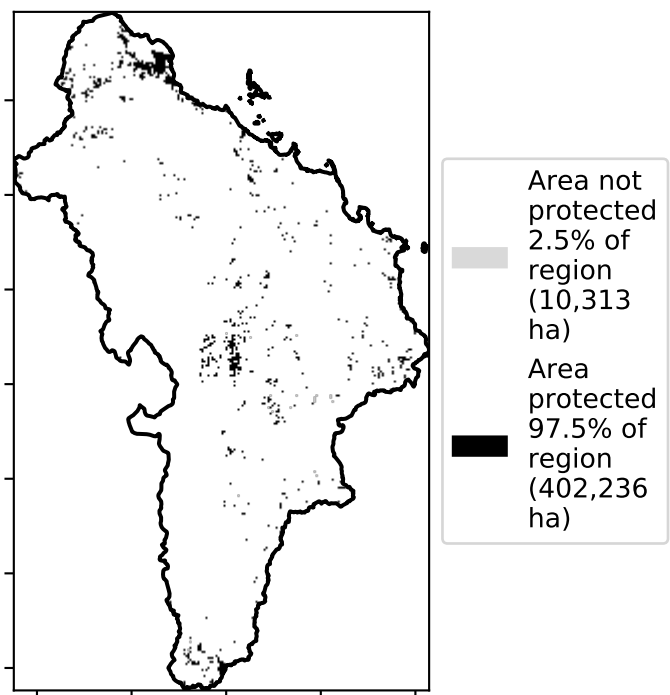 Area not
protected
2.5% of
region
(10,313
ha)
Area
protected
97.5% of
region
(402,236
ha)